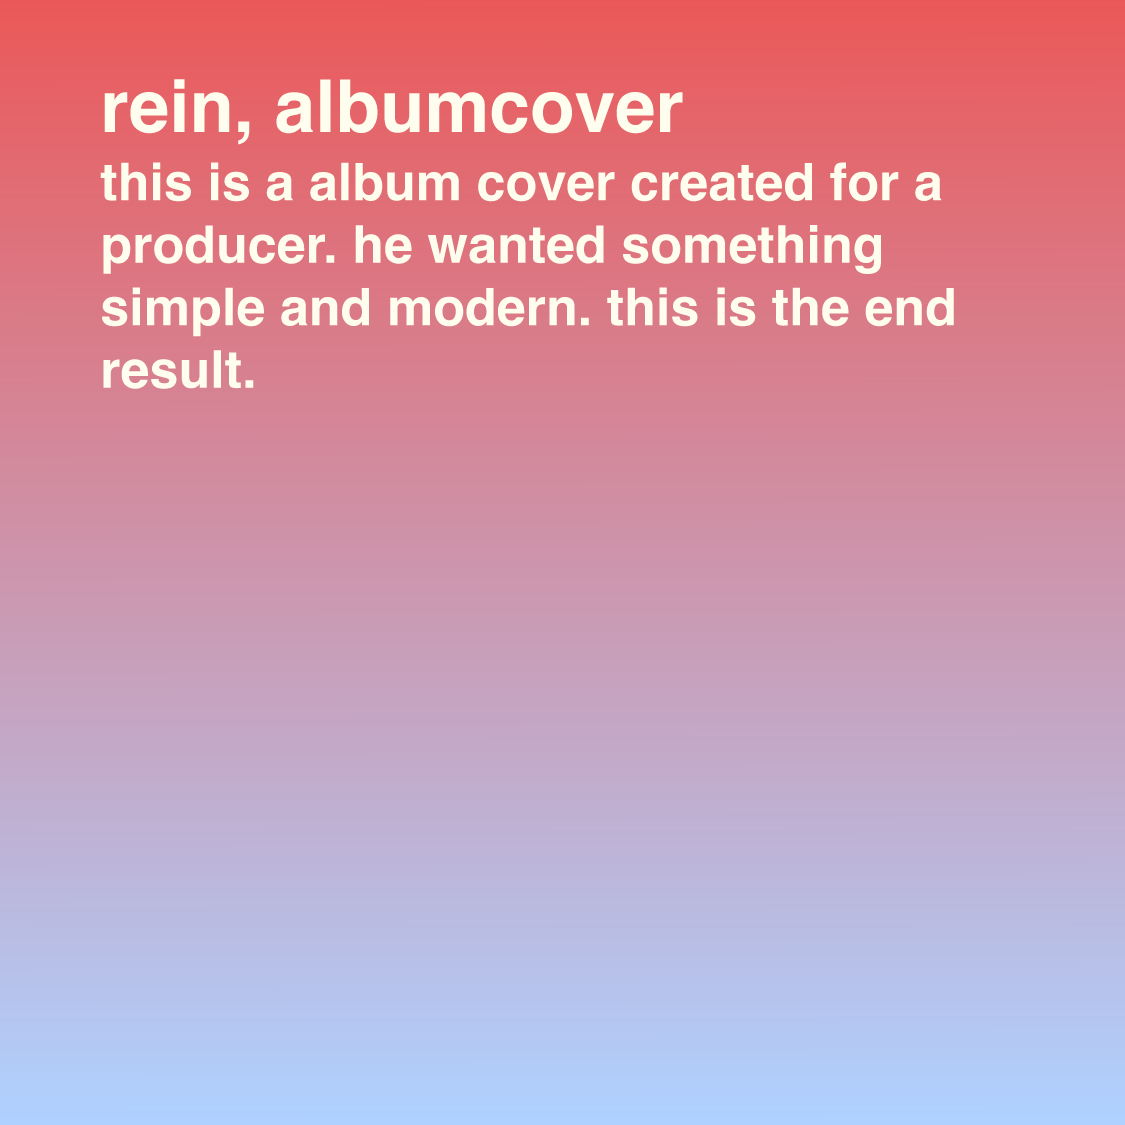 rein, albumcover
this is a album cover created for a
producer. he wanted something
simple and modern. this is the end
result.